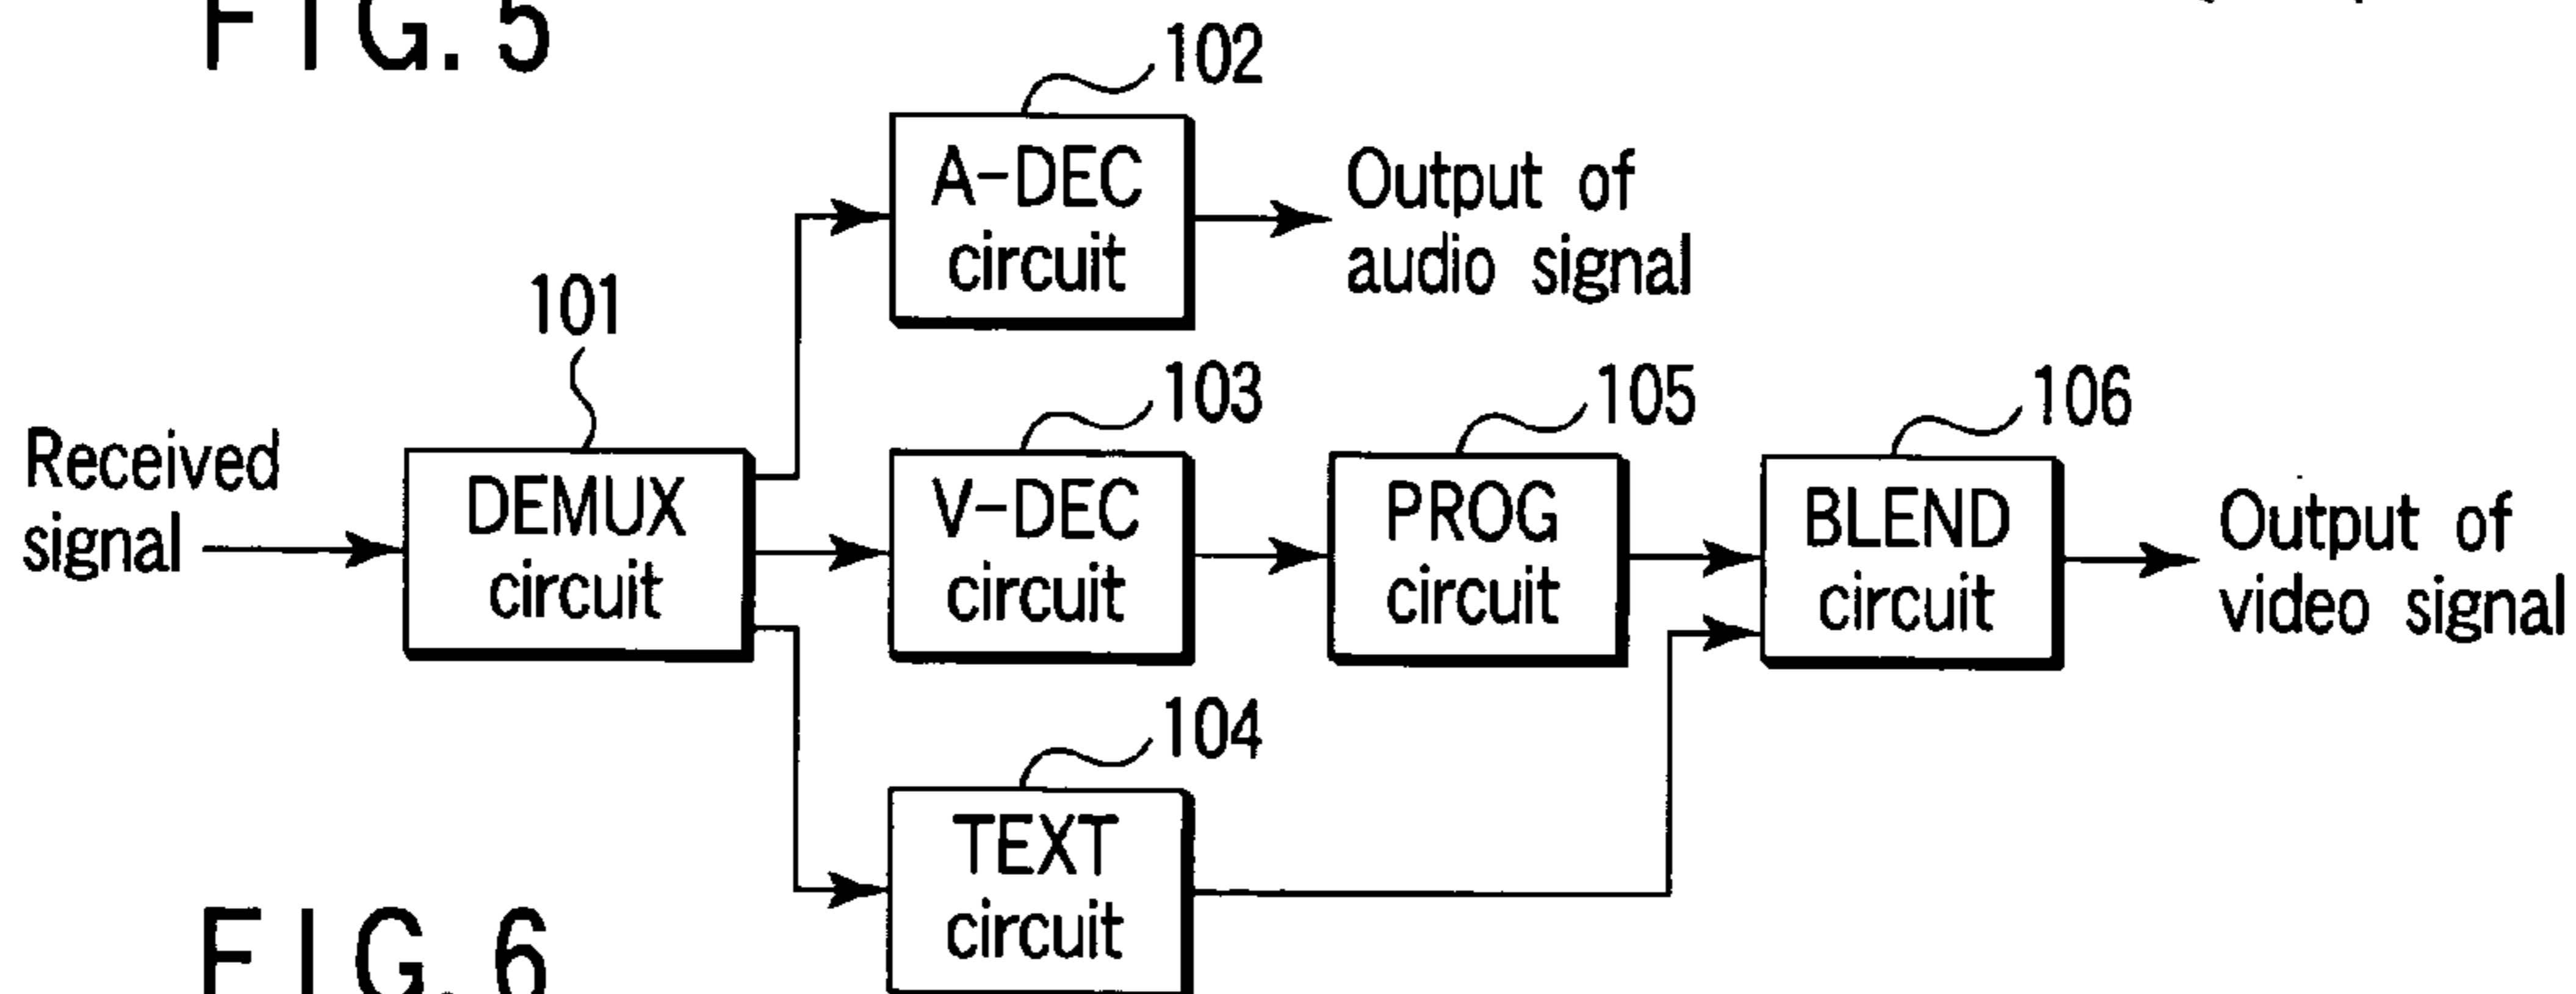 FIG. 5
102
A-DEC
circuit
Output of
audio signal
101
Received
signal
DEMUX
circuit
103
V-DEC
circuit
105
PROG
circuit
106
BLEND
circuit
Output of
video signal
104
TEXT
circuit
FIG. 6